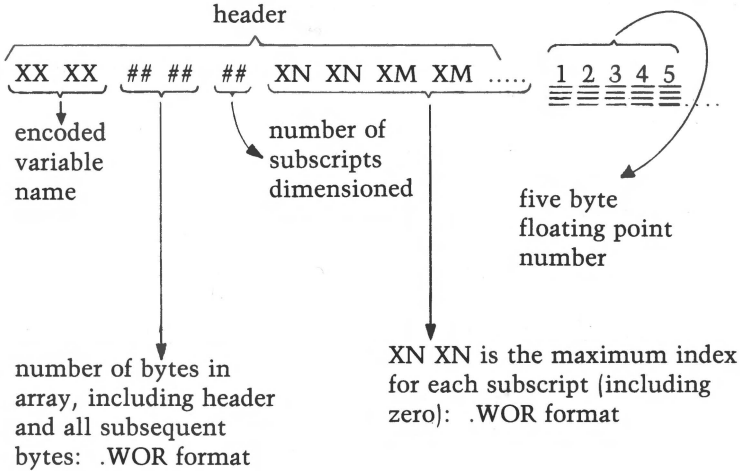 header
XX XX ## ## ## XN XN XM XM ..... 1 2 3 4 5
....
encoded
variable
name
number of
subscripts
dimensioned
five byte
floating point
number
number of bytes in
array, including header
and all subsequent
bytes: .WOR format
XN XN is the maximum index
for each subscript (including
zero): .WOR format